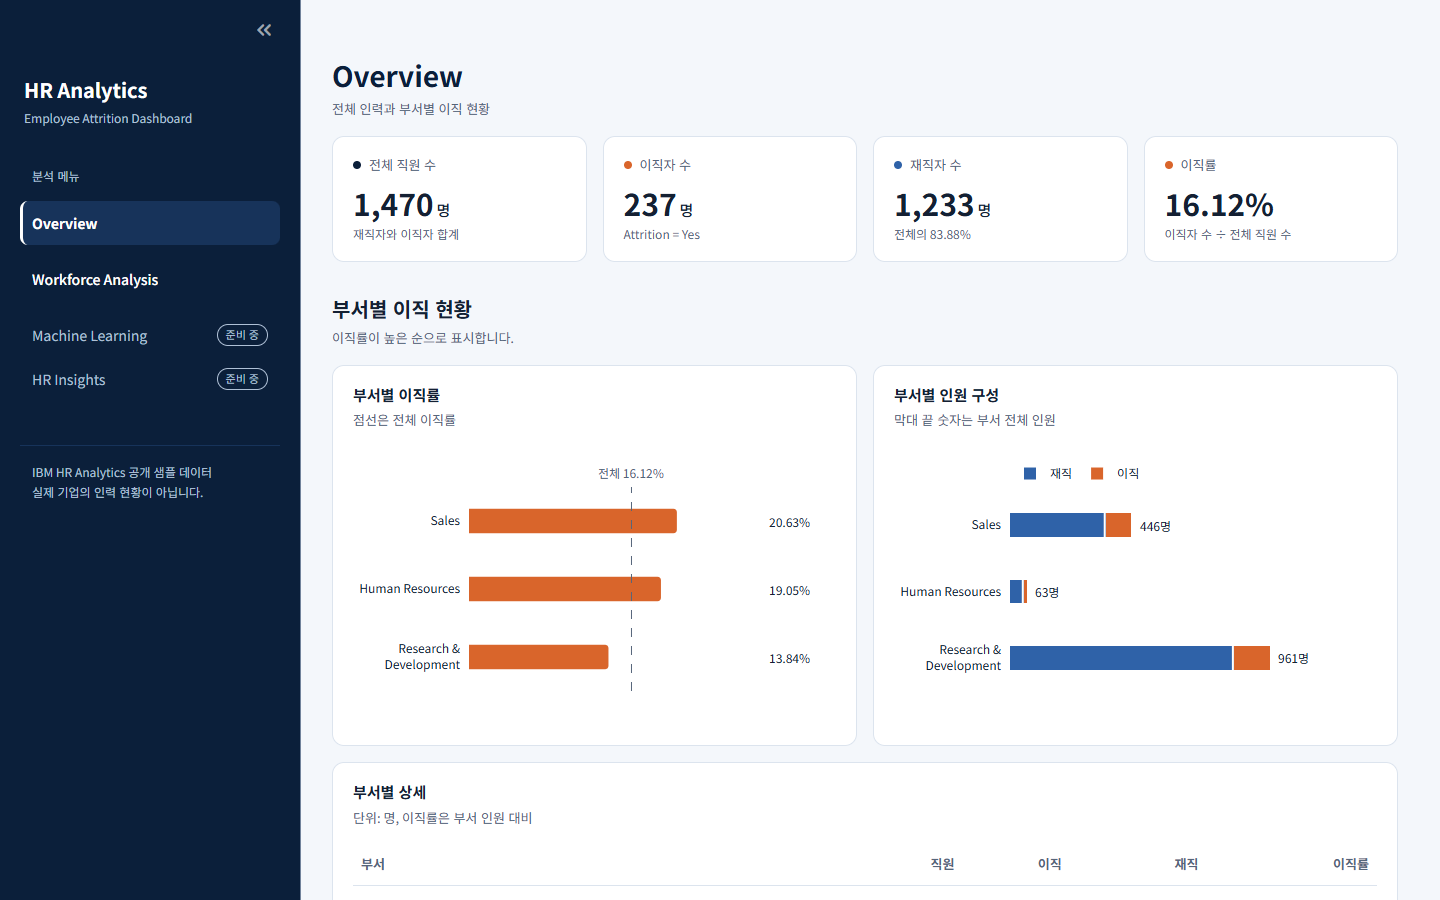 HR Analytics
Employee Attrition Dashboard
분석 메뉴
Overview
Workforce Analysis
Machine Learning
준비 중
HR Insights
준비 중
IBM HR Analytics 공개 샘플 데이터
실제 기업의 인력 현황이 아닙니다.
Overview
전체 인력과 부서별 이직 현황
전체 직원 수
1,470 명
재직자와 이직자 합계
이직자 수
237 명
Attrition = Yes
재직자 수
1,233 명
전체의 83.88%
이직률
16.12%
이직자 수 ÷ 전체 직원 수
부서별 이직 현황
이직률이 높은 순으로 표시합니다.
부서별 이직률
점선은 전체 이직률
전체 16.12%
Sales
20.63%
Human Resources
19.05%
Research &
Development
13.84%
부서별 인원 구성
막대 끝 숫자는 부서 전체 인원
재직
이직
Sales
446명
Human Resources
63명
Research &
Development
961명
부서별 상세
단위: 명, 이직률은 부서 인원 대비
부서
직원
이직
재직
이직률